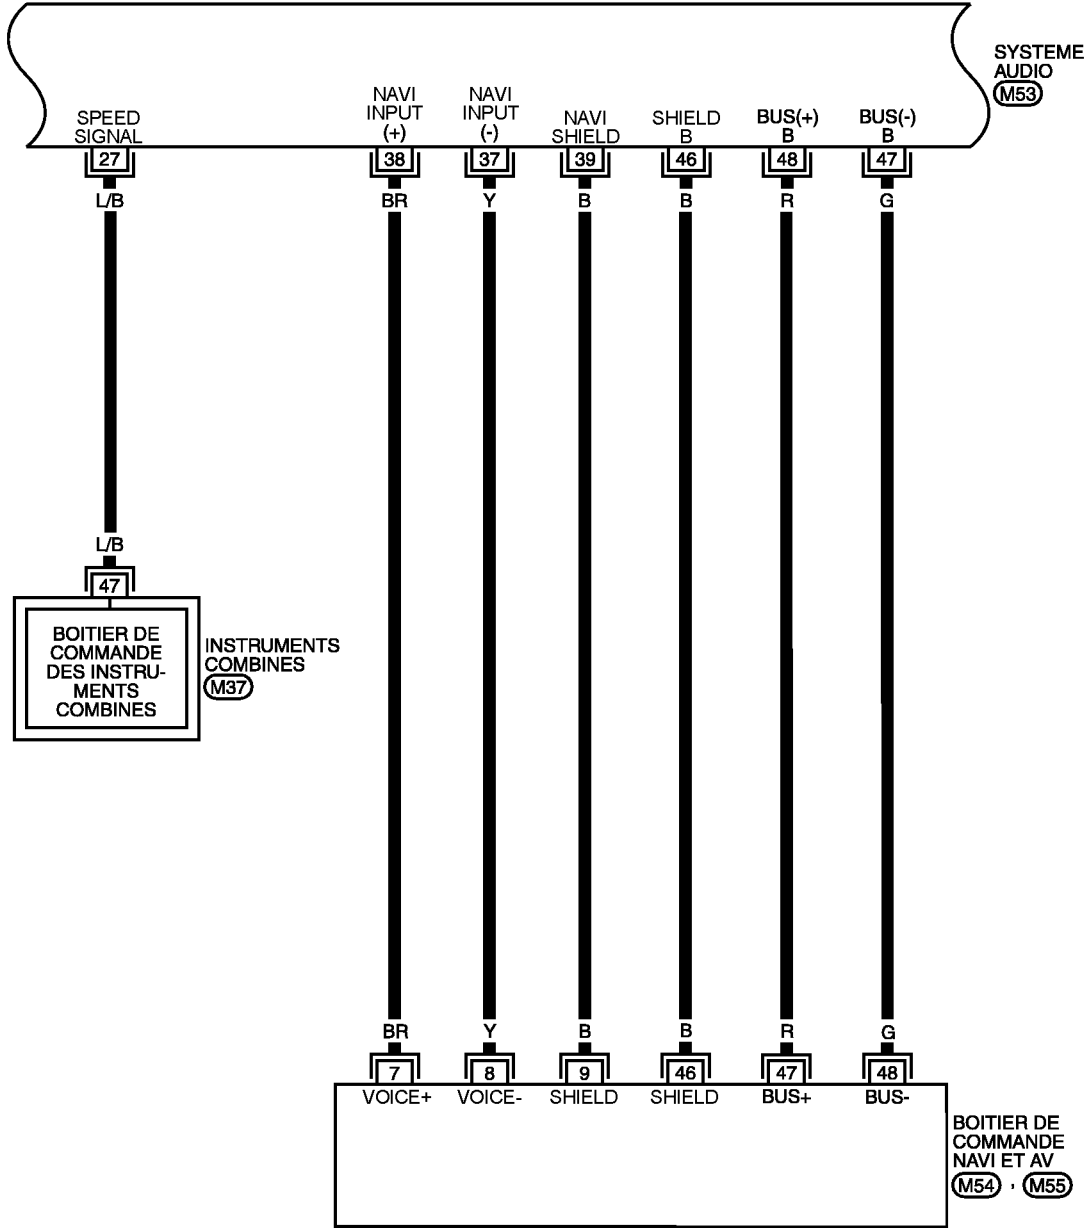 SYSTEME
AUDIO
M53
SPEED
SIGNAL
NAVI
INPUT
(+)
NAVI
INPUT
(-)
NAVI
SHIELD
SHIELD
B
BUS(+)
B
BUS(-)
B
27
38
37
39
46
48
47
L/B
BR
Y
B
B
R
G
L/B
47
BOITIER DE
COMMANDE
DES INSTRU-
MENTS
COMBINES
INSTRUMENTS
COMBINES
M37
BR
Y
B
B
R
G
7
8
9
46
47
48
VOICE+
VOICE-
SHIELD
SHIELD
BUS+
BUS-
BOITIER DE
COMMANDE
NAVI ET AV
M54 , M55